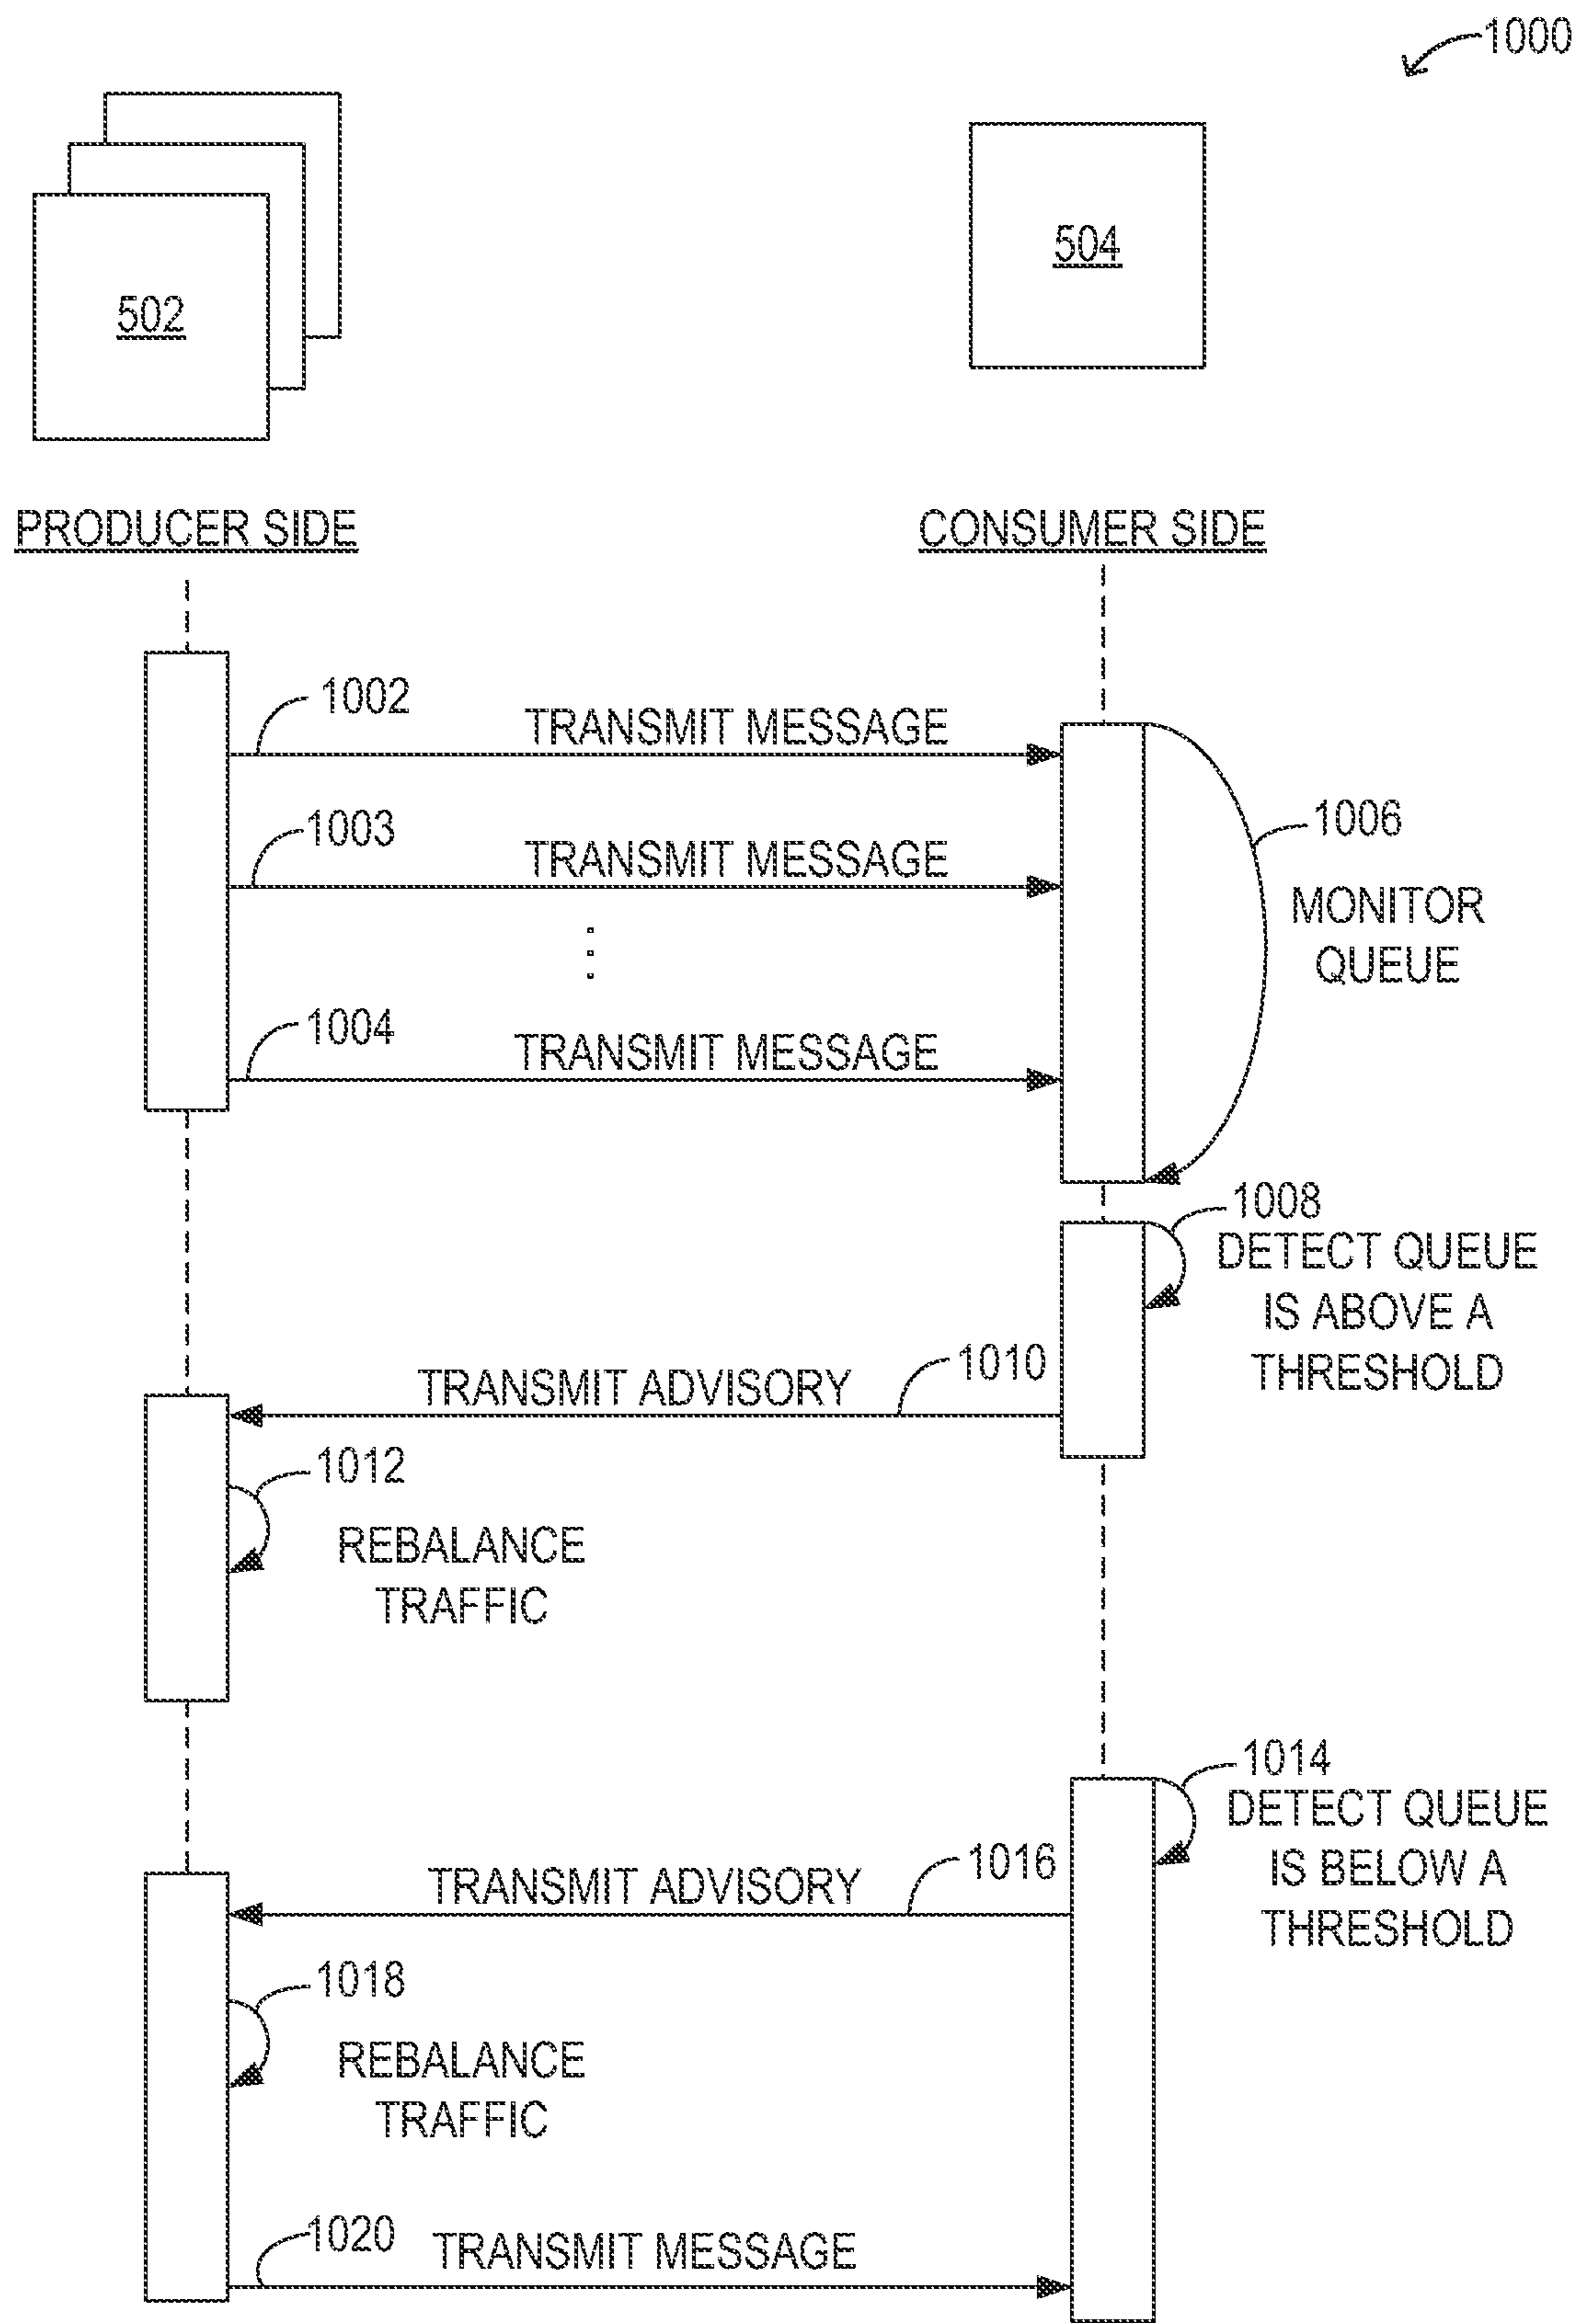 1000
502
504
PRODUCER SIDE
CONSUMER SIDE
1002
TRANSMIT MESSAGE
1003
TRANSMIT MESSAGE
1006
MONITOR
QUEUE
1004
TRANSMIT MESSAGE
1008
DETECT QUEUE
IS ABOVE A
THRESHOLD
1010
TRANSMIT ADVISORY
1012
REBALANCE
TRAFFIC
1014
DETECT QUEUE
IS BELOW A
THRESHOLD
1016
TRANSMIT ADVISORY
1018
REBALANCE
TRAFFIC
1020
TRANSMIT MESSAGE